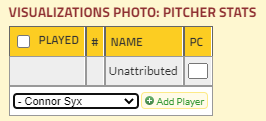 VISUALIZATIONS PHOTO: PITCHER STATS
PLAYED # NAME PC
Unattributed
- Connor Syx Add Player